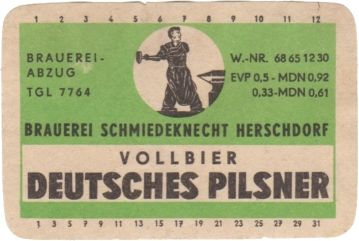 1 2 3 4 5 6 7 8 9 10 11 12
BRAUEREI-
ABZUG
TGL 7764
W.-NR. 68 65 12 30
EVP 0,5 - MDN 0,92
0,33 - MDN 0,61
BRAUEREI SCHMIEDEKNECHT HERSCHDORF
VOLLBIER
DEUTSCHES PILSNER
1 3 5 7 9 11 13 15 17 19 21 23 25 27 29 31